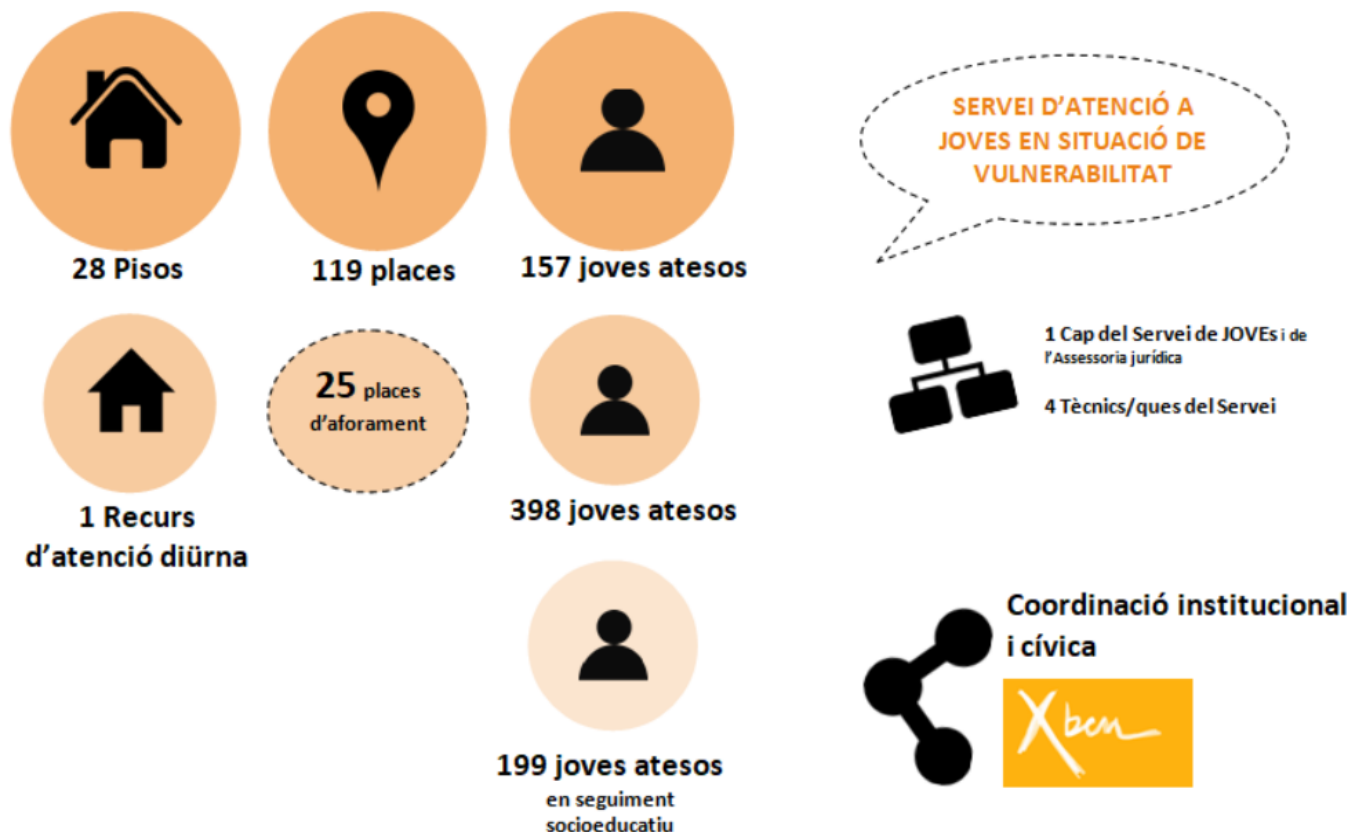 SERVEI D'ATENCIÓ A
JOVES EN SITUACIÓ DE
VULNERABILITAT
28 Pisos
119 places
157 joves atesos
1 Cap del Servei de JOVEs i de
l'Assessoria jurídica
4 Tècnics/ques del Servei
25 places
d'aforament
1 Recurs
d'atenció diürna
398 joves atesos
Coordinació institucional
i cívica
Xbcn
199 joves atesos
en seguiment
socioeducatiu